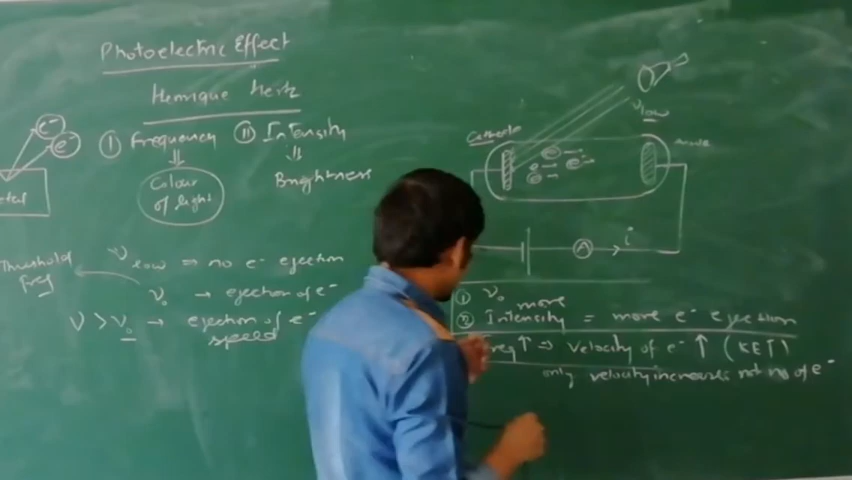 Photoelectric Effect
Henrique Hertz
e-
e-
① Frequency ② Intensity
⇓ ⇓
Colour of light
Brightness
Threshold freq
ν low ⇒ no e- ejection
ν₀ → ejection of e-
ν > ν₀ → ejection of e-
speed
ν low
Cathode
e- e- e- e-
A → i
① ν₀
more
② Intensity = more e- ejection
freq ↑ ⇒ velocity of e- ↑ (KE↑)
only velocity increases not no of e-